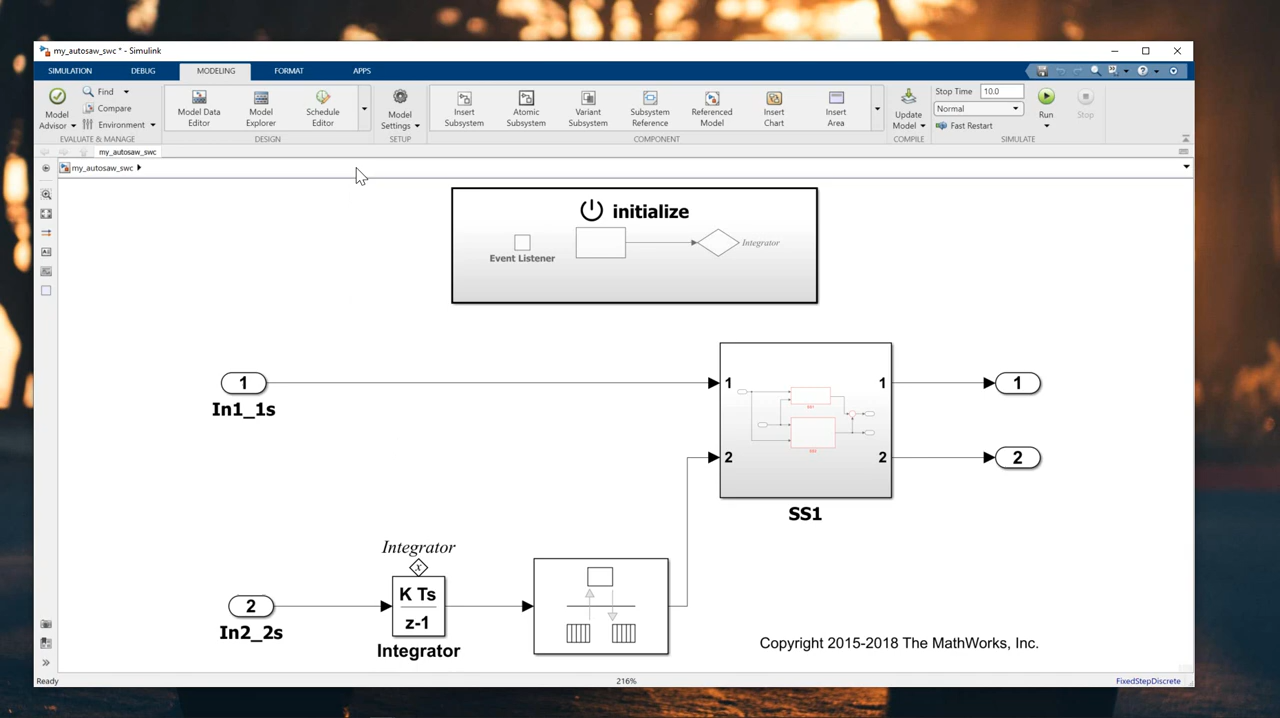 my_autosaw_swc * - Simulink
SIMULATION DEBUG MODELING FORMAT APPS
Find
Compare
Environment
Model Advisor
EVALUATE & MANAGE
Model Data Editor
Model Explorer
Schedule Editor
DESIGN
Model Settings
SETUP
Insert Subsystem
Atomic Subsystem
Variant Subsystem
Subsystem Reference
Referenced Model
Insert Chart
Insert Area
COMPONENT
Update Model
COMPILE
Stop Time 10.0
Normal
Fast Restart
Run
Stop
SIMULATE
my_autosaw_swc
my_autosaw_swc
initialize
Event Listener
Integrator
1
In1_1s
1 1
2 2
SS1
1
2
Integrator
x
K Ts
z-1
Integrator
2
In2_2s
Copyright 2015-2018 The MathWorks, Inc.
Ready 216% FixedStepDiscrete